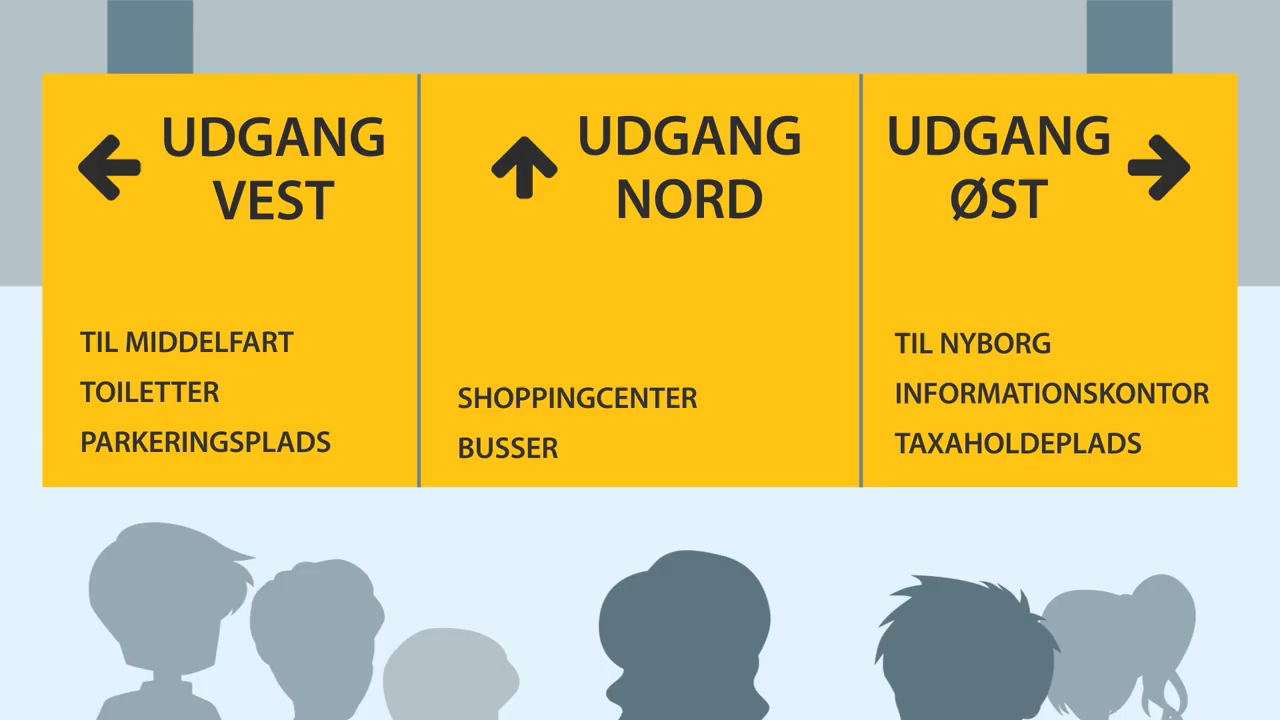 UDGANG
VEST
TIL MIDDELFART
TOILETTER
PARKERINGSPLADS
UDGANG
NORD
SHOPPINGCENTER
BUSSER
UDGANG
ØST
TIL NYBORG
INFORMATIONSKONTOR
TAXAHOLDEPLADS